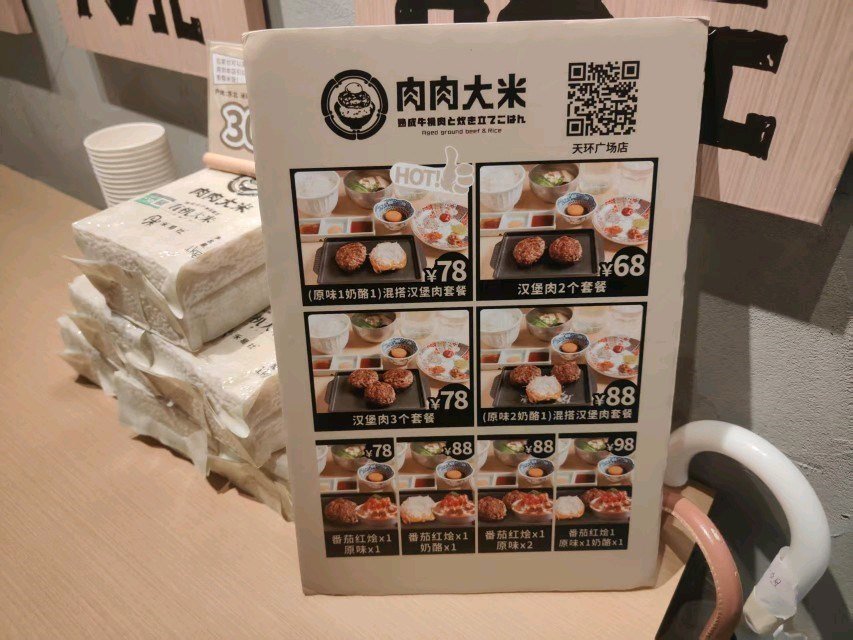 肉肉大米
熟成牛挽肉と炊き立てごはん
Aged ground beef & Rice
天环广场店
HOT!
¥78
(原味1奶酪1)混搭汉堡肉套餐
¥68
汉堡肉2个套餐
¥78
汉堡肉3个套餐
¥88
(原味2奶酪1)混搭汉堡肉套餐
¥78
番茄红烩x1
原味x1
¥88
番茄红烩x1
奶酪x1
¥88
番茄红烩x1
原味x2
¥98
番茄红烩1
原味x1奶酪x1
肉肉大米
30